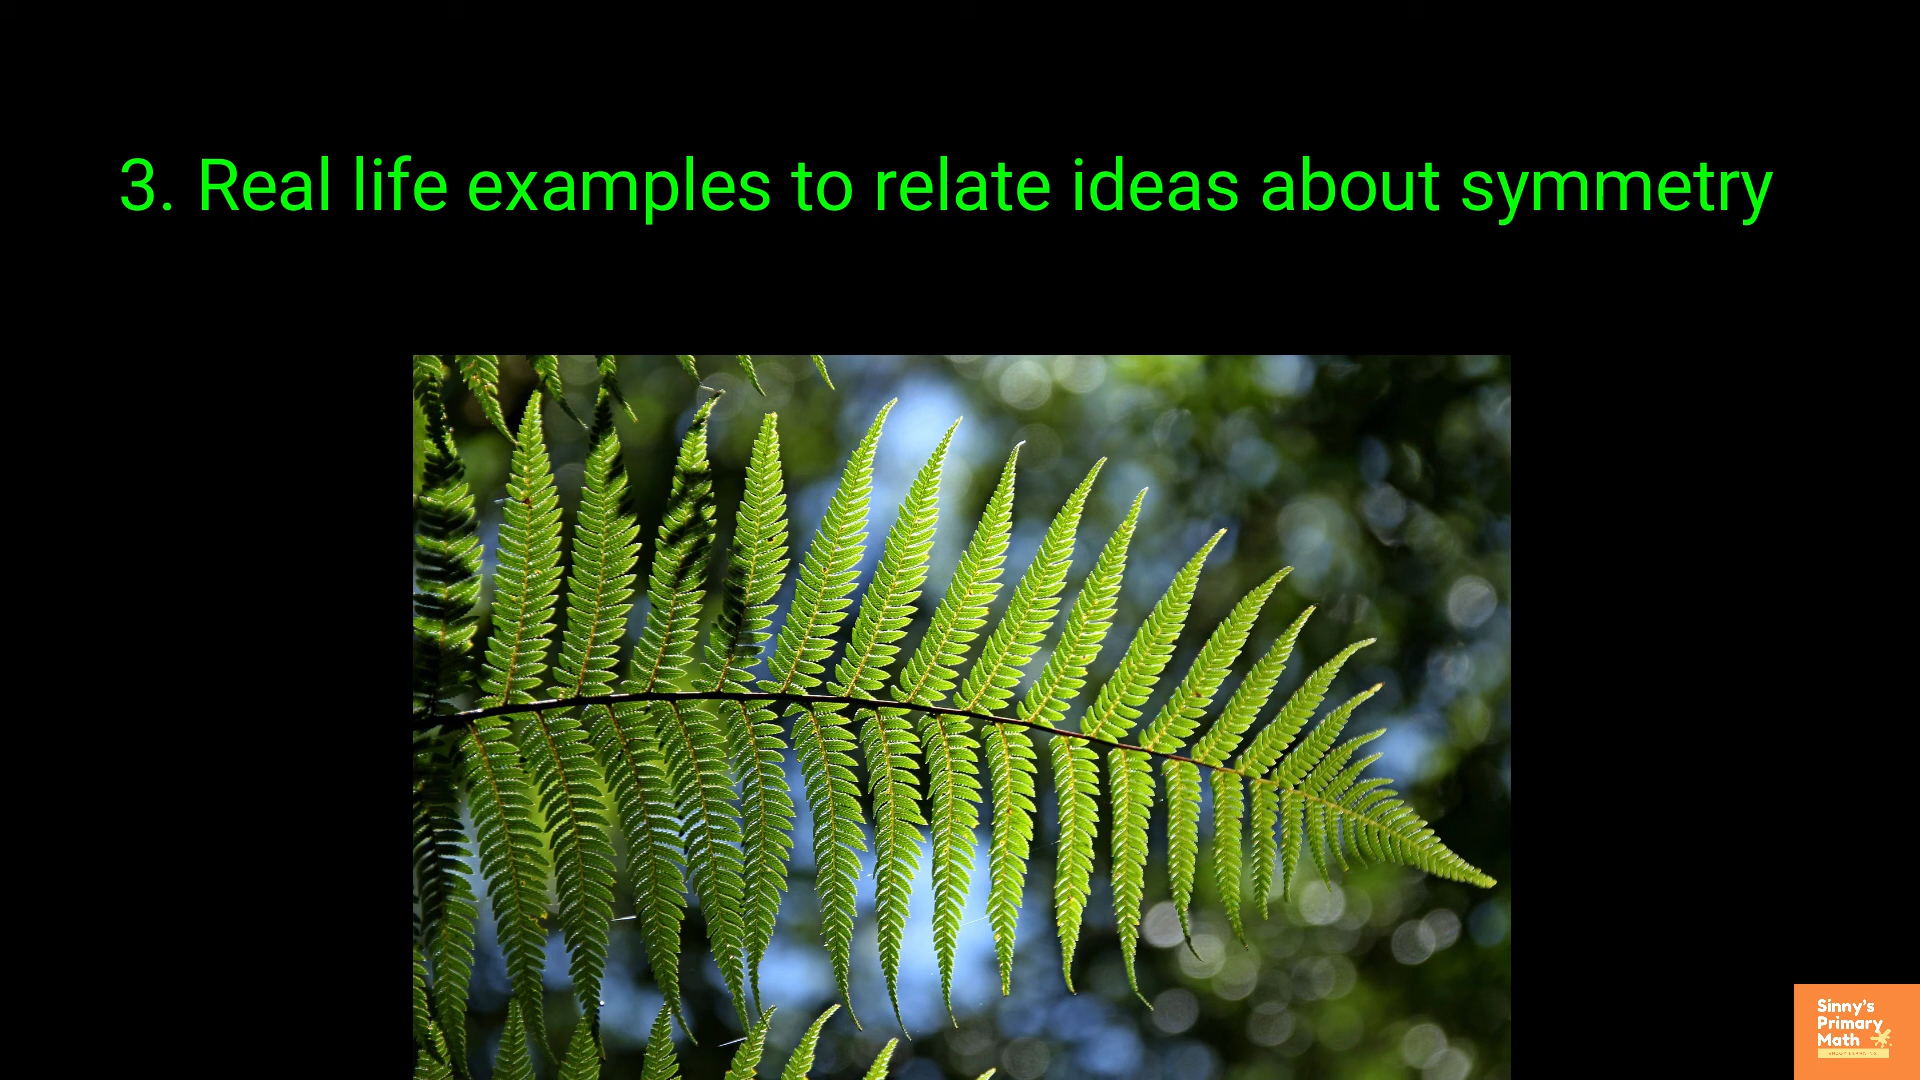 3. Real life examples to relate ideas about symmetry
Sinny's
Primary
Math